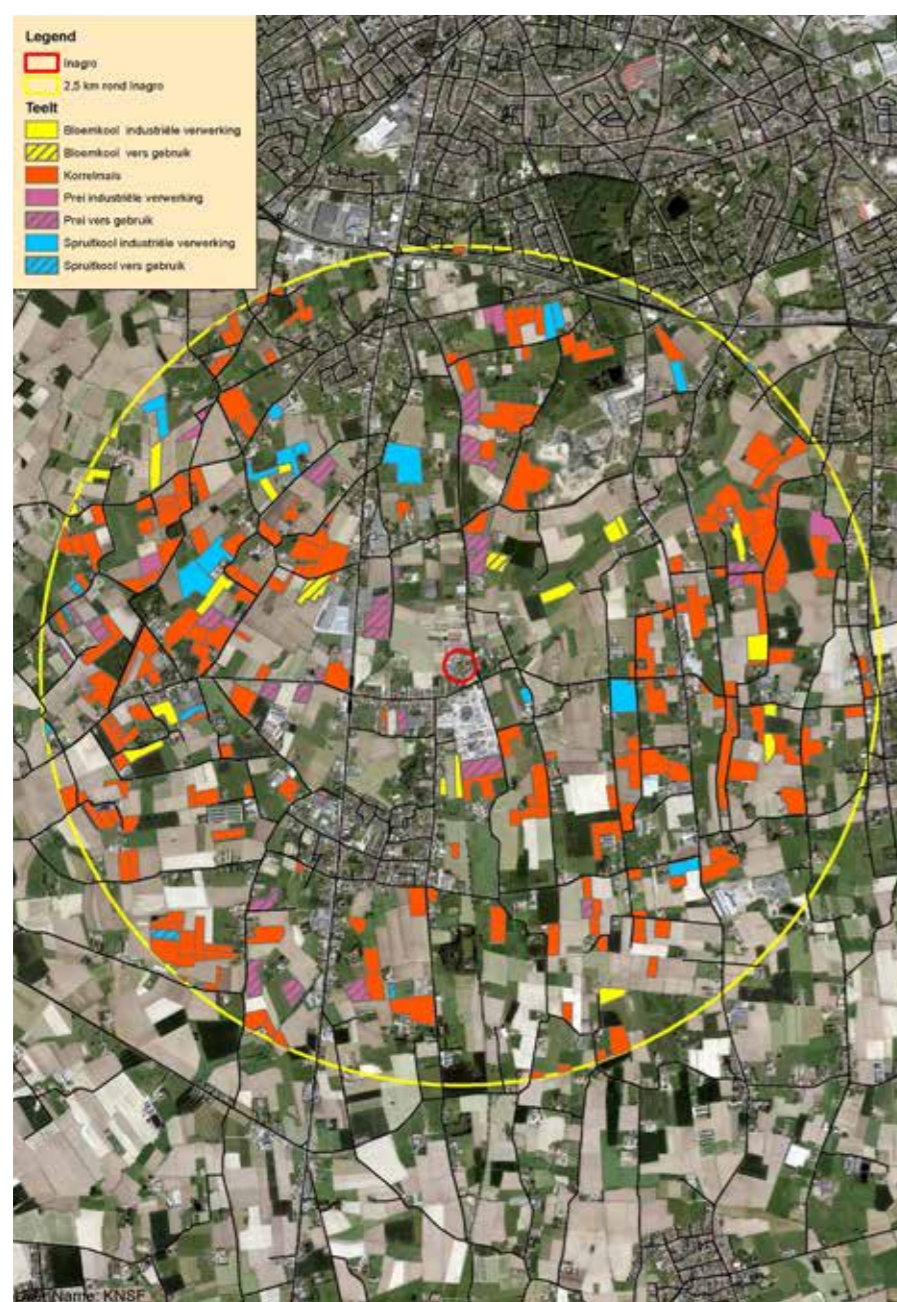 Legend
Inagro
2,5 km rond Inagro
Teelt
Bloemkool industriële verwerking
Bloemkool vers gebruik
Korrelmaïs
Prei industriële verwerking
Prei vers gebruik
Spruitkool industriële verwerking
Spruitkool vers gebruik
Name: KNSF